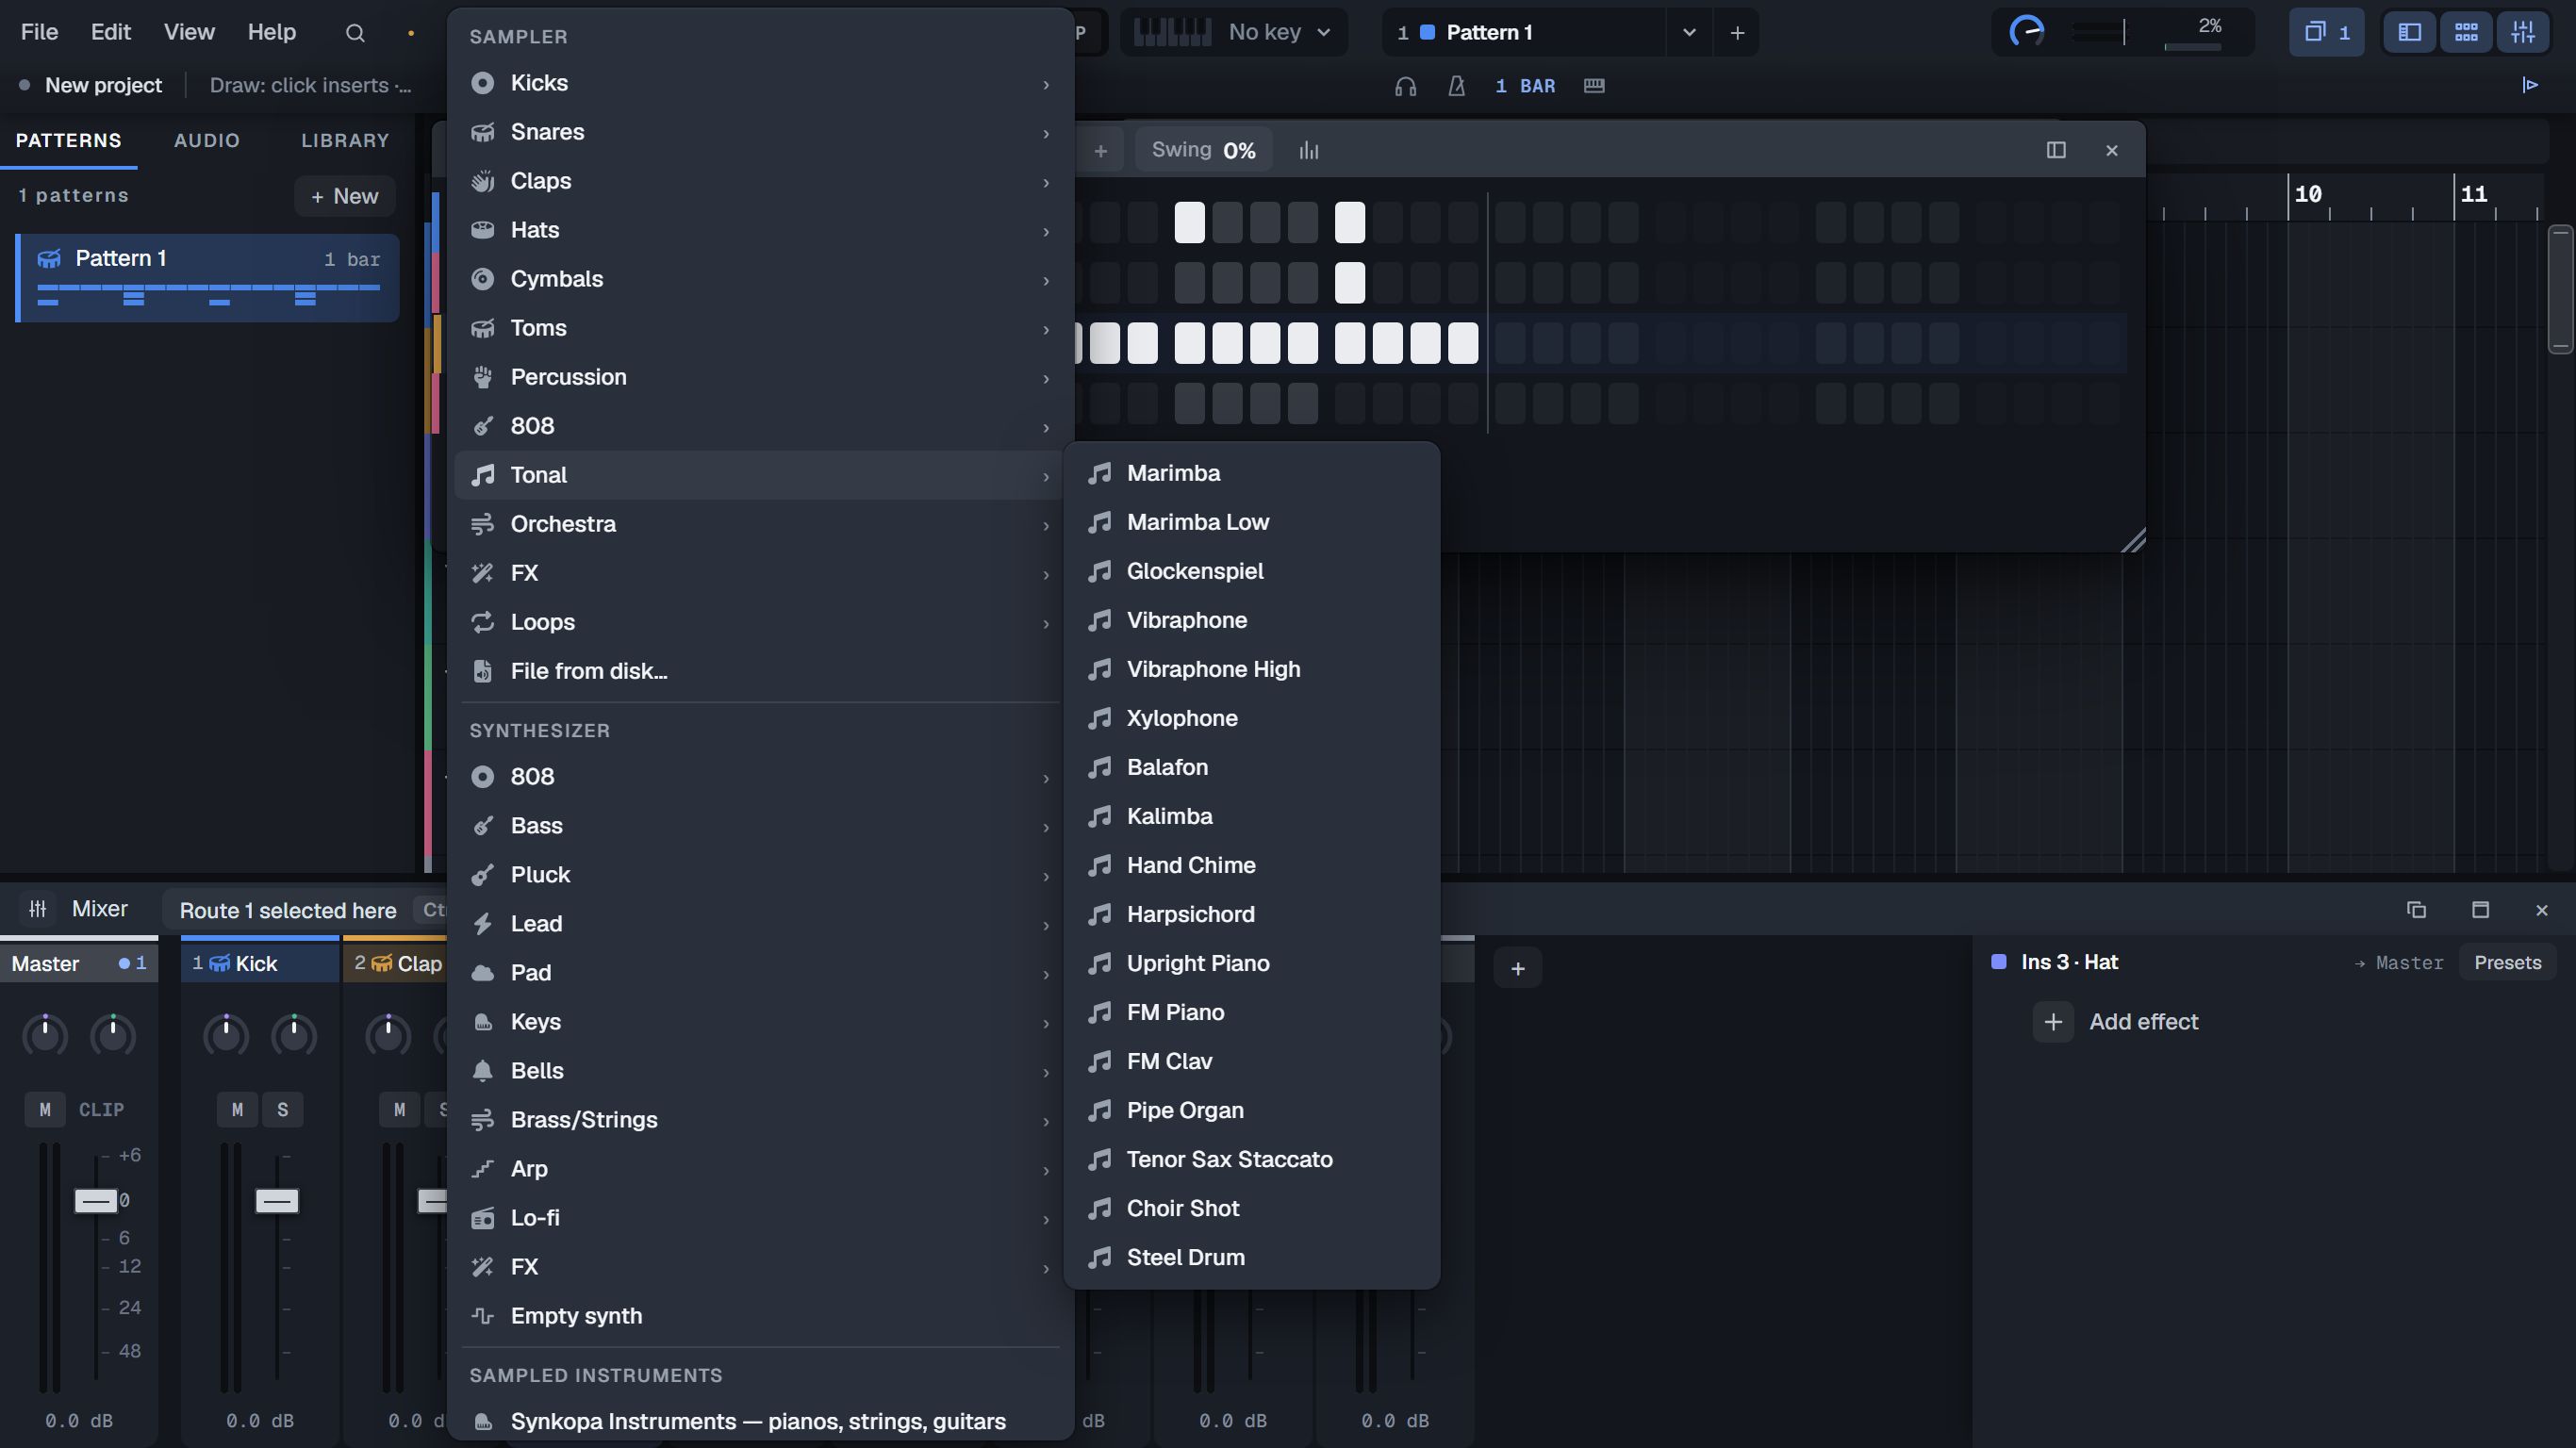 File Edit View Help
P
No key
1 Pattern 1
+
2%
1
New project
Draw: click inserts ·...
1 BAR
PATTERNS AUDIO LIBRARY
1 patterns
+ New
Pattern 1 1 bar
SAMPLER
Kicks
Snares
Claps
Hats
Cymbals
Toms
Percussion
808
Tonal
Orchestra
FX
Loops
File from disk...
SYNTHESIZER
808
Bass
Pluck
Lead
Pad
Keys
Bells
Brass/Strings
Arp
Lo-fi
FX
Empty synth
SAMPLED INSTRUMENTS
Synkopa Instruments — pianos, strings, guitars
+ Swing 0%
10 11
Marimba
Marimba Low
Glockenspiel
Vibraphone
Vibraphone High
Xylophone
Balafon
Kalimba
Hand Chime
Harpsichord
Upright Piano
FM Piano
FM Clav
Pipe Organ
Tenor Sax Staccato
Choir Shot
Steel Drum
Mixer
Route 1 selected here
Master 1
1 Kick
2 Clap
M CLIP
M S
M
+6
0
6
12
24
48
0.0 dB
0.0 dB
0.0 d
dB
0.0 dB
0.0 dB
+
Ins 3 · Hat
→ Master
Presets
+ Add effect